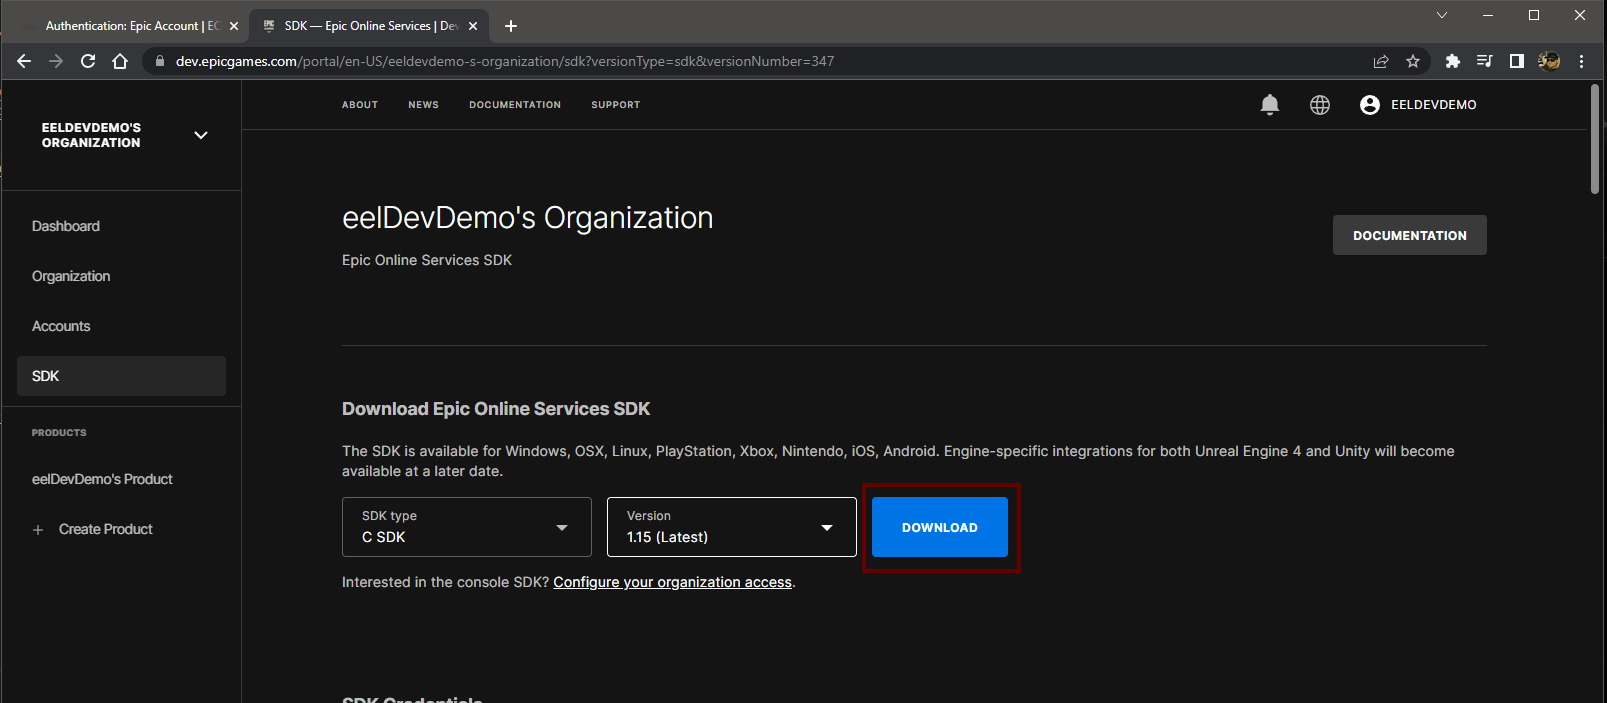 Authentication: Epic Account | EO
SDK — Epic Online Services | Dev
dev.epicgames.com/portal/en-US/eeldevdemo-s-organization/sdk?versionType=sdk&versionNumber=347
EELDEVDEMO'S
ORGANIZATION
ABOUT NEWS DOCUMENTATION SUPPORT
EELDEVDEMO
Dashboard
Organization
Accounts
SDK
PRODUCTS
eelDevDemo's Product
+ Create Product
eelDevDemo's Organization
Epic Online Services SDK
DOCUMENTATION
Download Epic Online Services SDK
The SDK is available for Windows, OSX, Linux, PlayStation, Xbox, Nintendo, iOS, Android. Engine-specific integrations for both Unreal Engine 4 and Unity will become
available at a later date.
SDK type
C SDK
Version
1.15 (Latest)
DOWNLOAD
Interested in the console SDK? Configure your organization access.
SDK Credentials